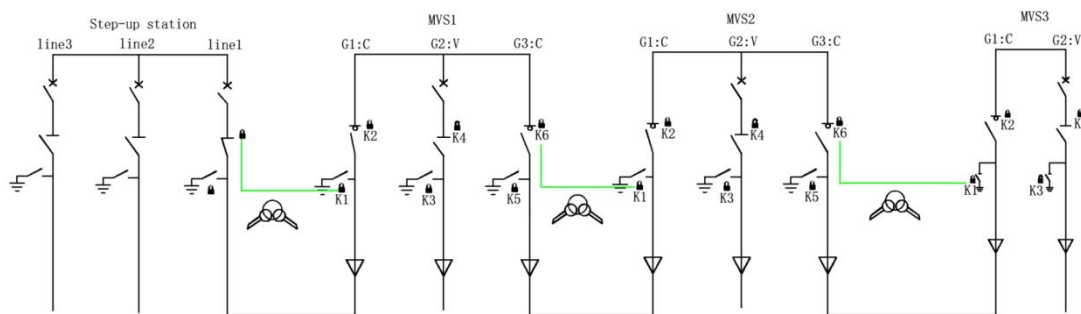 Step-up station
MVS1
MVS2
MVS3
line3
line2
line1
G1:C
G2:V
G3:C
G1:C
G2:V
G3:C
G1:C
G2:V
K2
K4
K6
K2
K4
K6
K2
K
K1
K3
K5
K1
K3
K5
K1
K3